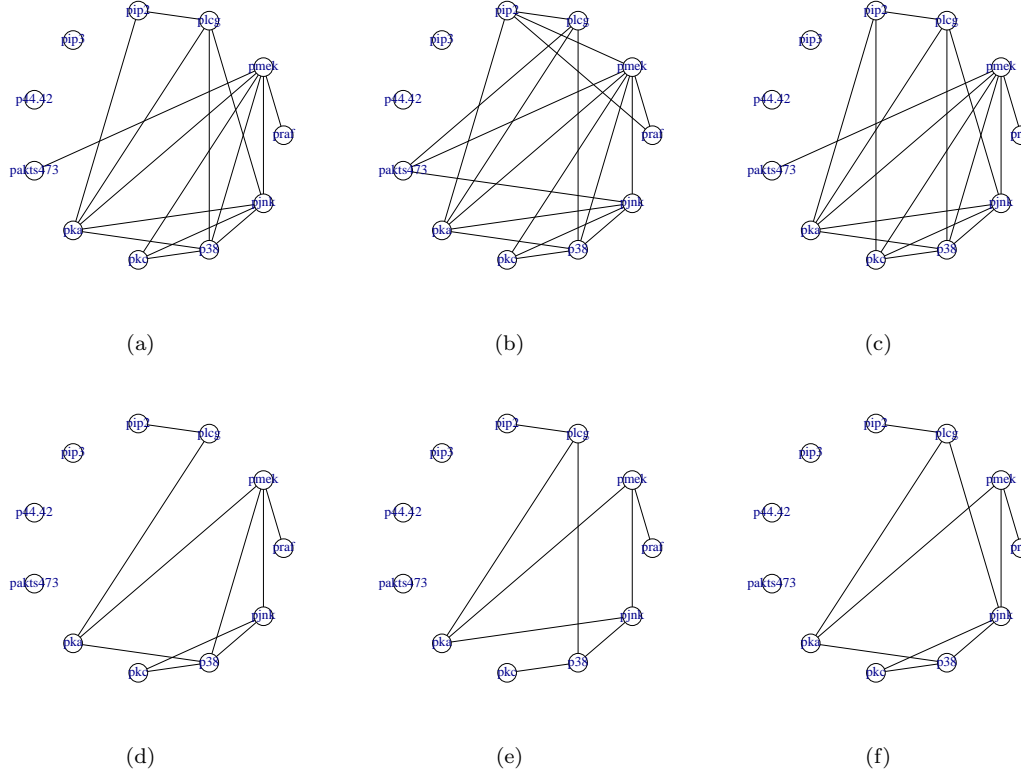 pip2
plcg
pip3
pmek
p44.42
praf
pakts473
pjnk
pka
p38
pkc
(a)
pip2
plcg
pip3
pmek
p44.42
praf
pakts473
pjnk
pka
p38
pkc
(b)
pip2
plcg
pip3
pmek
p44.42
pr
pakts473
pjnk
pka
p38
pkc
(c)
pip2
plcg
pip3
pmek
p44.42
praf
pakts473
pjnk
pka
p38
pkc
(d)
pip2
plcg
pip3
pmek
p44.42
praf
pakts473
pjnk
pka
p38
pkc
(e)
pip2
plcg
pip3
pmek
p44.42
pr
pakts473
pjnk
pka
p38
pkc
(f)